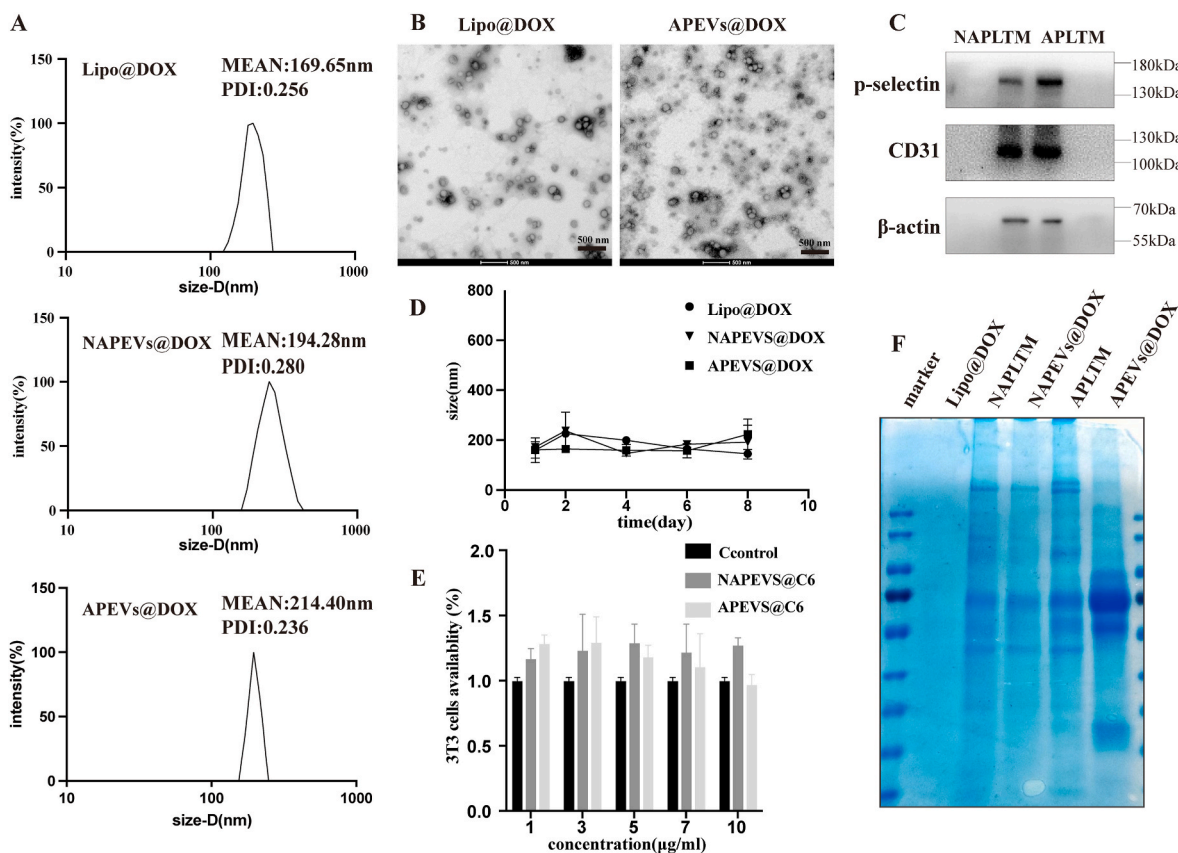 A
Lipo@DOX
MEAN:169.65nm
PDI:0.256
150
100
50
0
intensity(%)
10
100
1000
size-D(nm)
NAPEVs@DOX
MEAN:194.28nm
PDI:0.280
150
100
50
0
intensity(%)
10
100
1000
size-D(nm)
APEVs@DOX
MEAN:214.40nm
PDI:0.236
150
100
50
0
intensity(%)
10
100
1000
size-D(nm)
B
Lipo@DOX
APEVs@DOX
500 nm
500 nm
500 nm
500 nm
C
NAPLTM APLTM
p-selectin
180kDa
130kDa
CD31
130kDa
100kDa
β-actin
70kDa
55kDa
D
800
600
400
200
0
size(nm)
Lipo@DOX
NAPEVS@DOX
APEVS@DOX
0
2
4
6
8
10
time(day)
E
2.0
1.5
1.0
0.5
0.0
3T3 cells availablity (%)
Ccontrol
NAPEVS@C6
APEVS@C6
1
3
5
7
10
concentration(μg/ml)
F
marker
Lipo@DOX
NAPLTM
NAPEVs@DOX
APLTM
APEVs@DOX